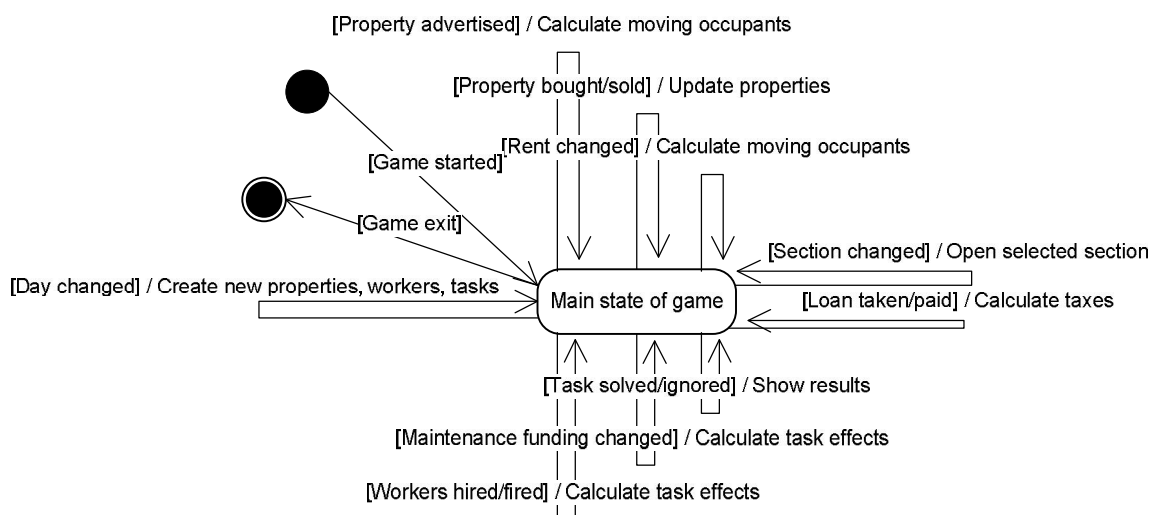 [Property advertised] / Calculate moving occupants
[Property bought/sold] / Update properties
[Rent changed] / Calculate moving occupants
[Game started]
[Game exit]
[Section changed] / Open selected section
[Day changed] / Create new properties, workers, tasks
Main state of game
[Loan taken/paid] / Calculate taxes
[Task solved/ignored] / Show results
[Maintenance funding changed] / Calculate task effects
[Workers hired/fired] / Calculate task effects